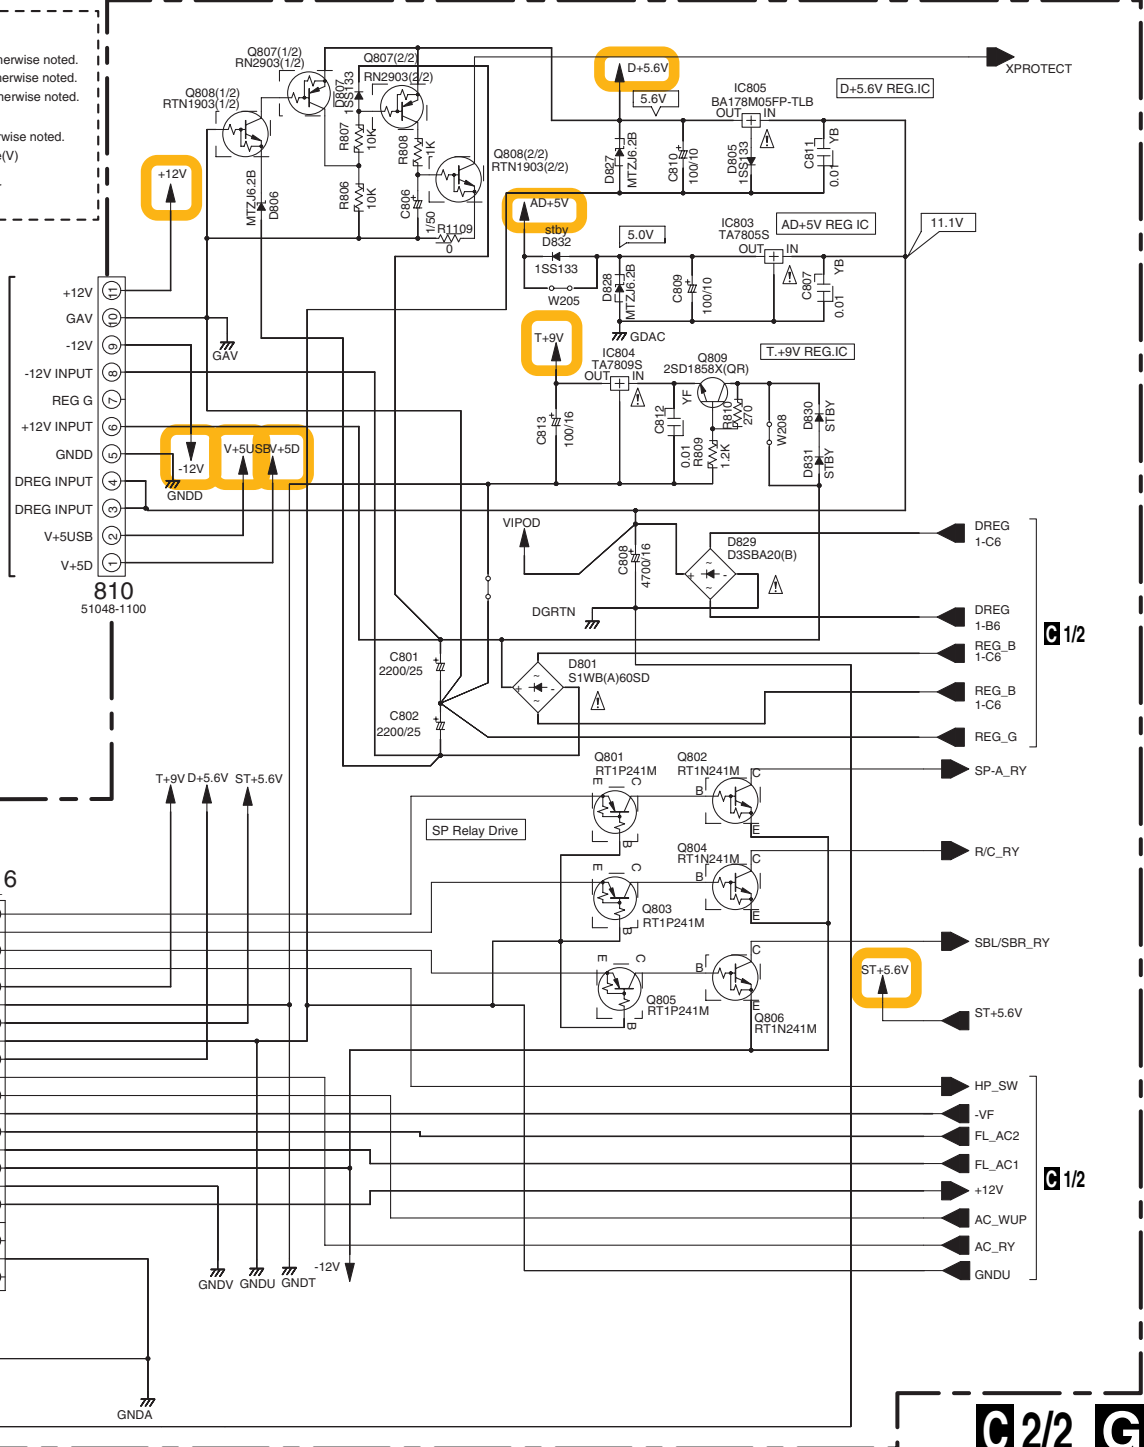 herwise noted.
herwise noted.
herwise noted.
rwise noted.
e(V)
Q807(1/2)
RN2903(1/2)
Q807(2/2)
RN2903(2/2)
Q808(1/2)
RTN1903(1/2)
D807
1SS133
R807
10K
R808
1K
Q808(2/2)
RTN1903(2/2)
MTZJ6.2B
D806
R806
10K
C806
1/50
R1109
0
+12V
D+5.6V
5.6V
IC805
BA178M05FP-TLB
OUT
IN
D+5.6V REG.IC
XPROTECT
D827
MTZJ6.2B
C810
100/10
D805
1SS133
C811
0.01
YB
AD+5V
stby
D832
1SS133
W205
5.0V
IC803
TA7805S
OUT
IN
AD+5V REG IC
11.1V
D828
MTZJ6.2B
C809
100/10
C807
0.01
YB
GDAC
T+9V
IC804
TA7809S
OUT
IN
Q809
2SD1858X(QR)
T.+9V REG.IC
C813
100/16
C812
0.01
YF
R809
1.2K
R810
270
W208
D830
STBY
D831
STBY
+12V 11
GAV 10
-12V 9
-12V INPUT 8
REG G 7
+12V INPUT 6
GNDD 5
DREG INPUT 4
DREG INPUT 3
V+5USB 2
V+5D 1
810
51048-1100
GAV
-12V
GNDD
V+5USB
V+5D
VIPOD
C808
4700/16
D829
D3SBA20(B)
DGRTN
DREG
1-C6
DREG
1-B6
REG_B
1-C6
REG_B
1-C6
REG_G
C 1/2
C801
2200/25
C802
2200/25
D801
S1WB(A)60SD
T+9V D+5.6V ST+5.6V
SP Relay Drive
Q801
RT1P241M
E
C
B
Q802
RT1N241M
B
C
E
SP-A_RY
Q804
RT1N241M
B
C
E
R/C_RY
E
C
B
Q803
RT1P241M
SBL/SBR_RY
E
C
B
Q805
RT1P241M
B
C
E
Q806
RT1N241M
ST+5.6V
ST+5.6V
6
HP_SW
-VF
FL_AC2
FL_AC1
+12V
AC_WUP
AC_RY
GNDU
C 1/2
GNDV
GNDU
GNDT
-12V
GNDA
C 2/2 G